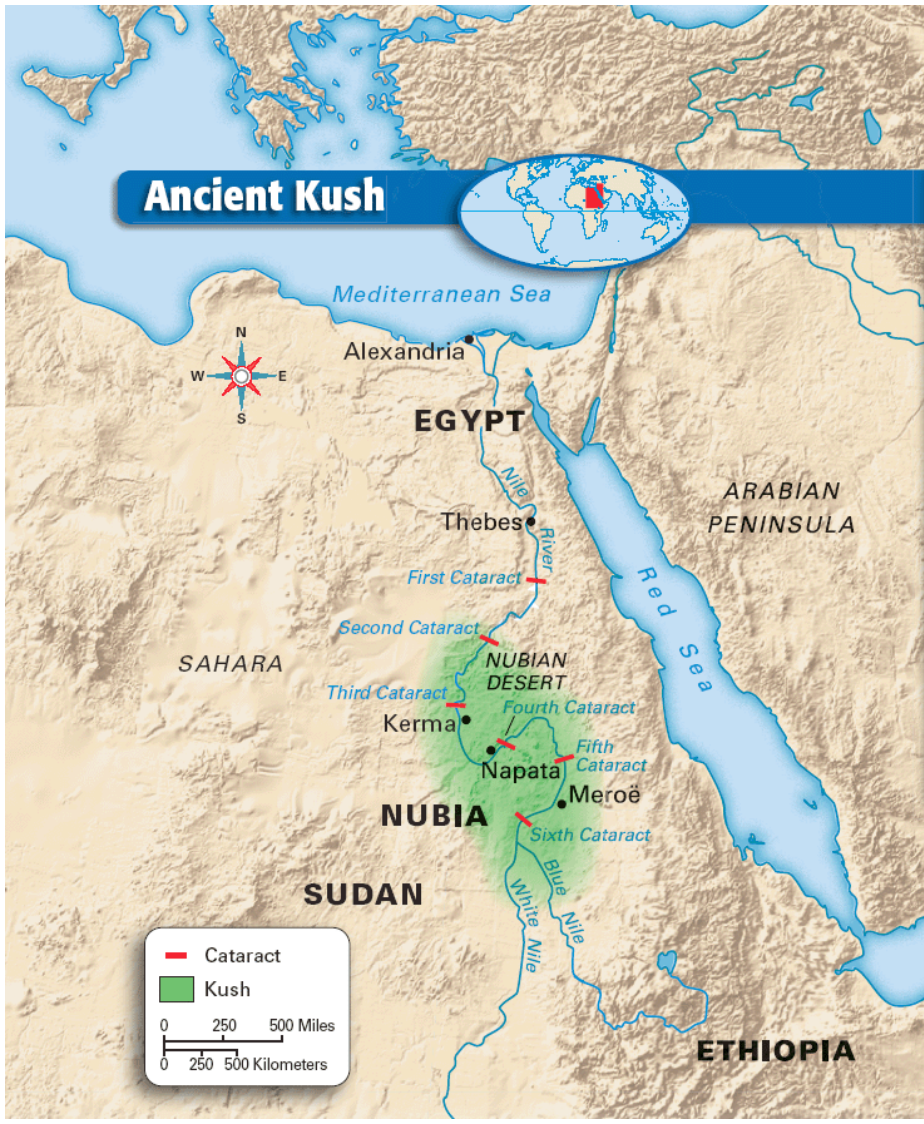 Ancient Kush
Mediterranean Sea
Alexandria
N
W
E
S
EGYPT
Nile
River
Thebes
ARABIAN
PENINSULA
First Cataract
Red Sea
Second Cataract
SAHARA
NUBIAN
DESERT
Third Cataract
Fourth Cataract
Kerma
Fifth
Cataract
Napata
Meroë
NUBIA
Sixth Cataract
Blue Nile
White Nile
SUDAN
Cataract
Kush
0 250 500 Miles
0 250 500 Kilometers
ETHIOPIA